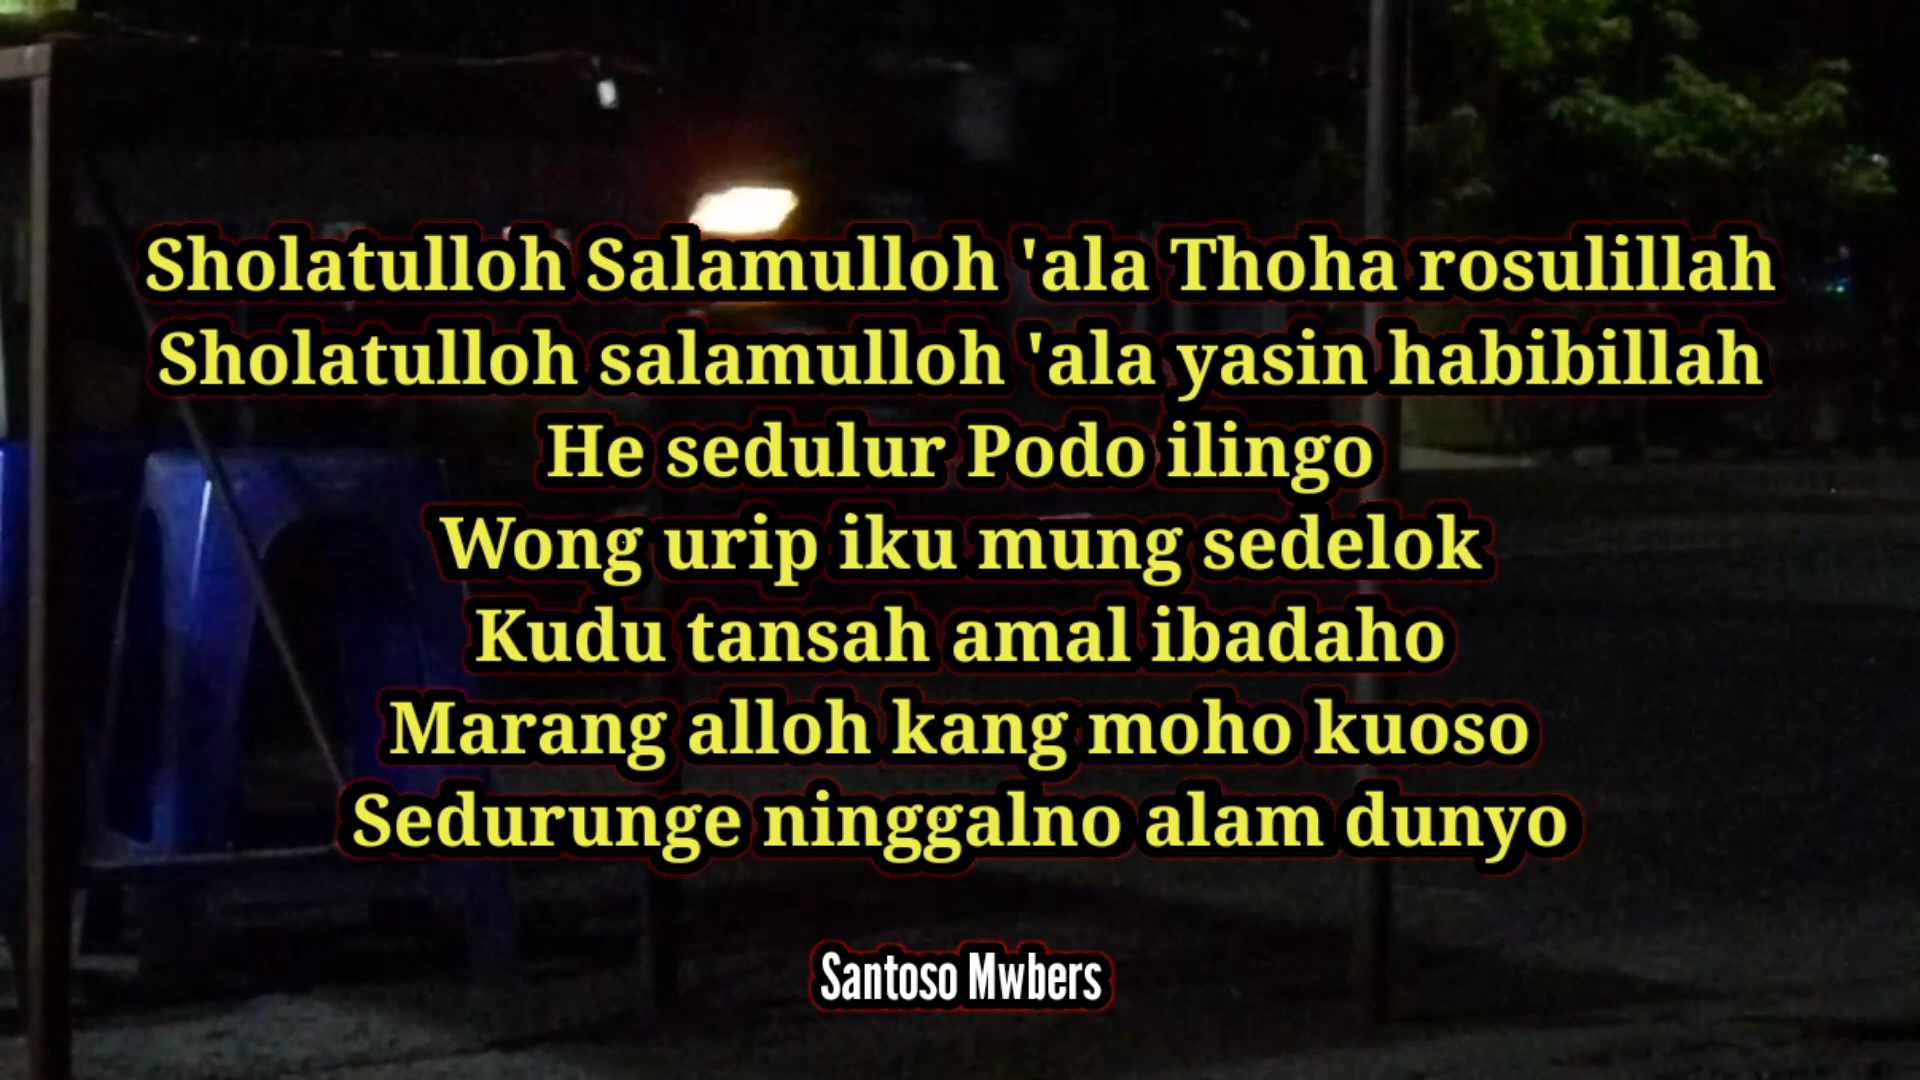 Sholatulloh Salamulloh 'ala Thoha rosulillah
Sholatulloh salamulloh 'ala yasin habibillah
He sedulur Podo ilingo
Wong urip iku mung sedelok
Kudu tansah amal ibadaho
Marang alloh kang moho kuoso
Sedurunge ninggalno alam dunyo
Santoso Mwbers